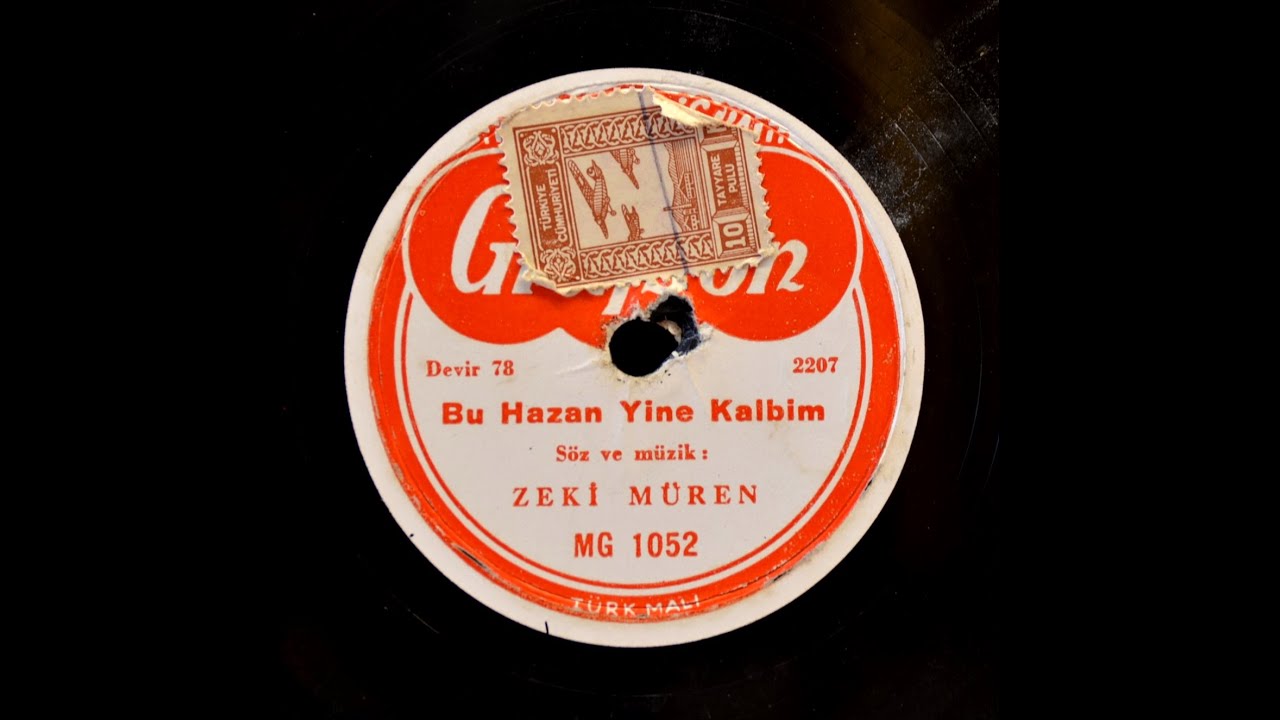 TÜRKİYE
CUMHURİYETİ
TAYYARE
PULU
10
Devir 78
2207
Bu Hazan Yine Kalbim
Söz ve müzik :
ZEKİ MÜREN
MG 1052
TÜRK MALI